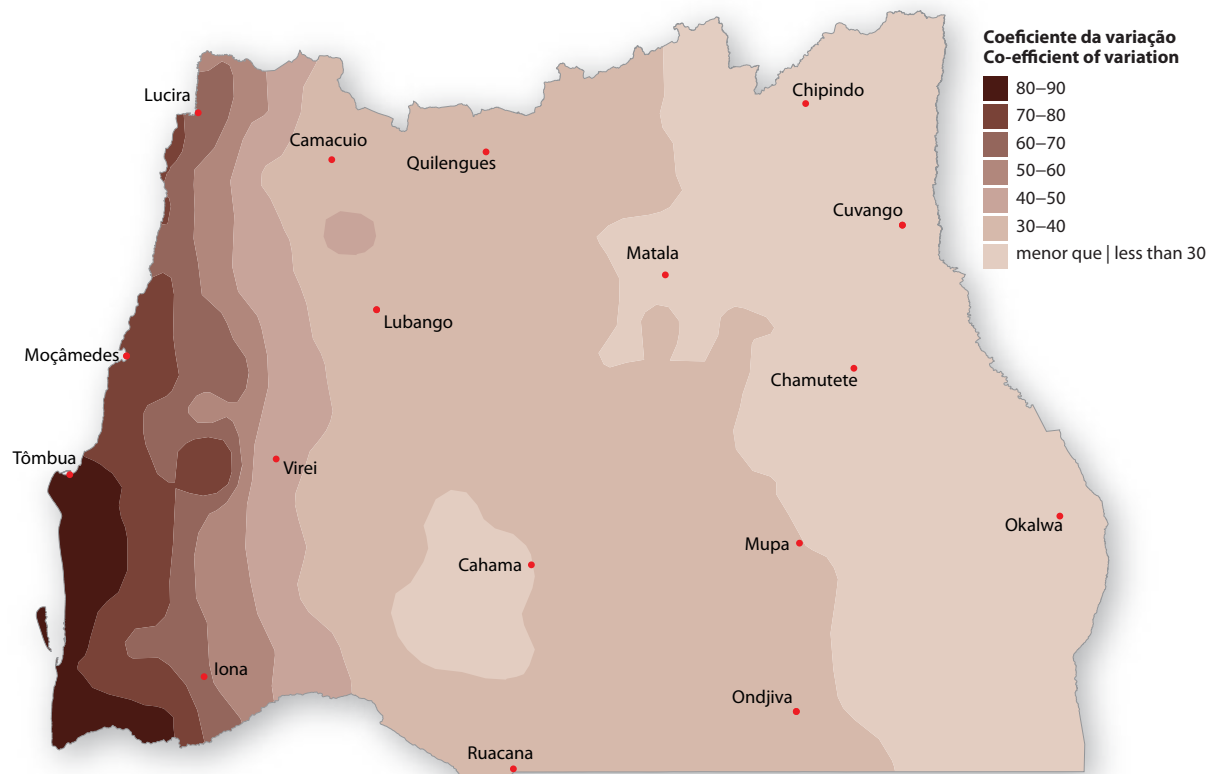 Coeficiente da variação
Co-efficient of variation
80–90
70–80
60–70
50–60
40–50
30–40
menor que | less than 30
Lucira
Chipindo
Camacuio
Quilengues
Cuvango
Matala
Lubango
Moçâmedes
Chamutete
Tômbua
Virei
Okalwa
Mupa
Cahama
Iona
Ondjiva
Ruacana